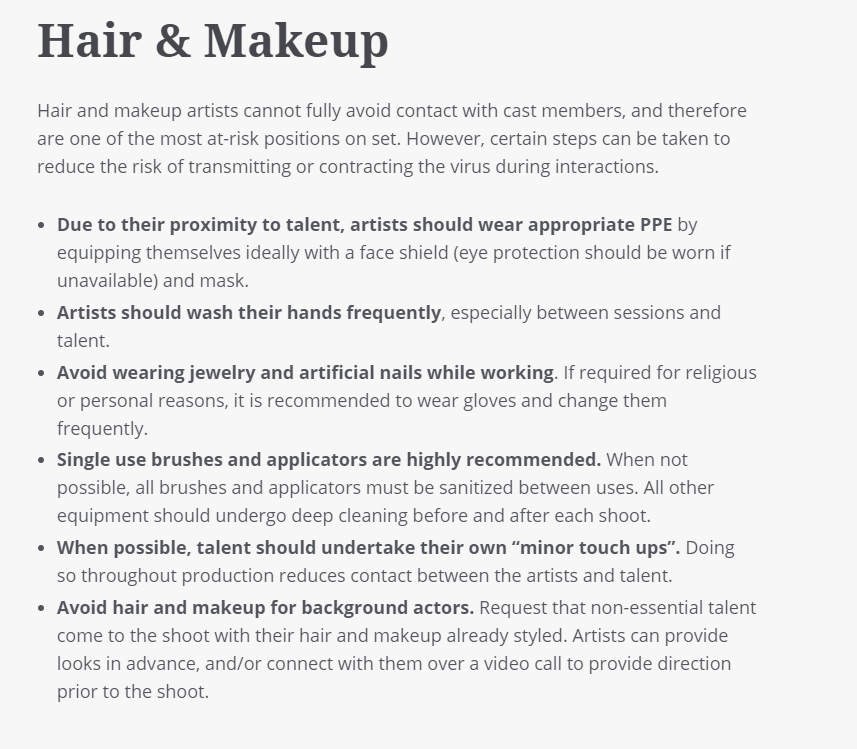 Hair & Makeup
Hair and makeup artists cannot fully avoid contact with cast members, and therefore
are one of the most at-risk positions on set. However, certain steps can be taken to
reduce the risk of transmitting or contracting the virus during interactions.
• Due to their proximity to talent, artists should wear appropriate PPE by
equipping themselves ideally with a face shield (eye protection should be worn if
unavailable) and mask.
• Artists should wash their hands frequently, especially between sessions and
talent.
• Avoid wearing jewelry and artificial nails while working. If required for religious
or personal reasons, it is recommended to wear gloves and change them
frequently.
• Single use brushes and applicators are highly recommended. When not
possible, all brushes and applicators must be sanitized between uses. All other
equipment should undergo deep cleaning before and after each shoot.
• When possible, talent should undertake their own “minor touch ups”. Doing
so throughout production reduces contact between the artists and talent.
• Avoid hair and makeup for background actors. Request that non-essential talent
come to the shoot with their hair and makeup already styled. Artists can provide
looks in advance, and/or connect with them over a video call to provide direction
prior to the shoot.